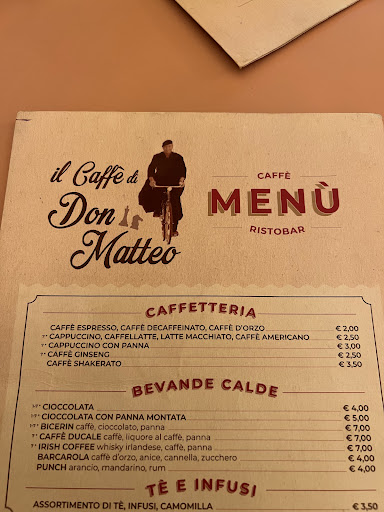 il Caffè di
Don
Matteo
CAFFÈ
MENÙ
RISTOBAR
CAFFETTERIA
CAFFÈ ESPRESSO, CAFFÈ DECAFFEINATO, CAFFÈ D'ORZO € 2,00
CAPPUCCINO, CAFFELLATTE, LATTE MACCHIATO, CAFFÈ AMERICANO € 2,50
CAPPUCCINO CON PANNA € 3,00
CAFFÈ GINSENG € 2,50
CAFFÈ SHAKERATO € 3,50
BEVANDE CALDE
CIOCCOLATA € 4,00
CIOCCOLATA CON PANNA MONTATA € 5,00
BICERIN caffè, cioccolato, panna € 7,00
CAFFÈ DUCALE caffè, liquore al caffè, panna € 7,00
IRISH COFFEE whisky irlandese, caffè, panna € 7,00
BARCAROLA caffè d'orzo, anice, cannella, zucchero € 4,00
PUNCH arancio, mandarino, rum € 4,00
TÈ E INFUSI
ASSORTIMENTO DI TÈ, INFUSI, CAMOMILLA € 3,50